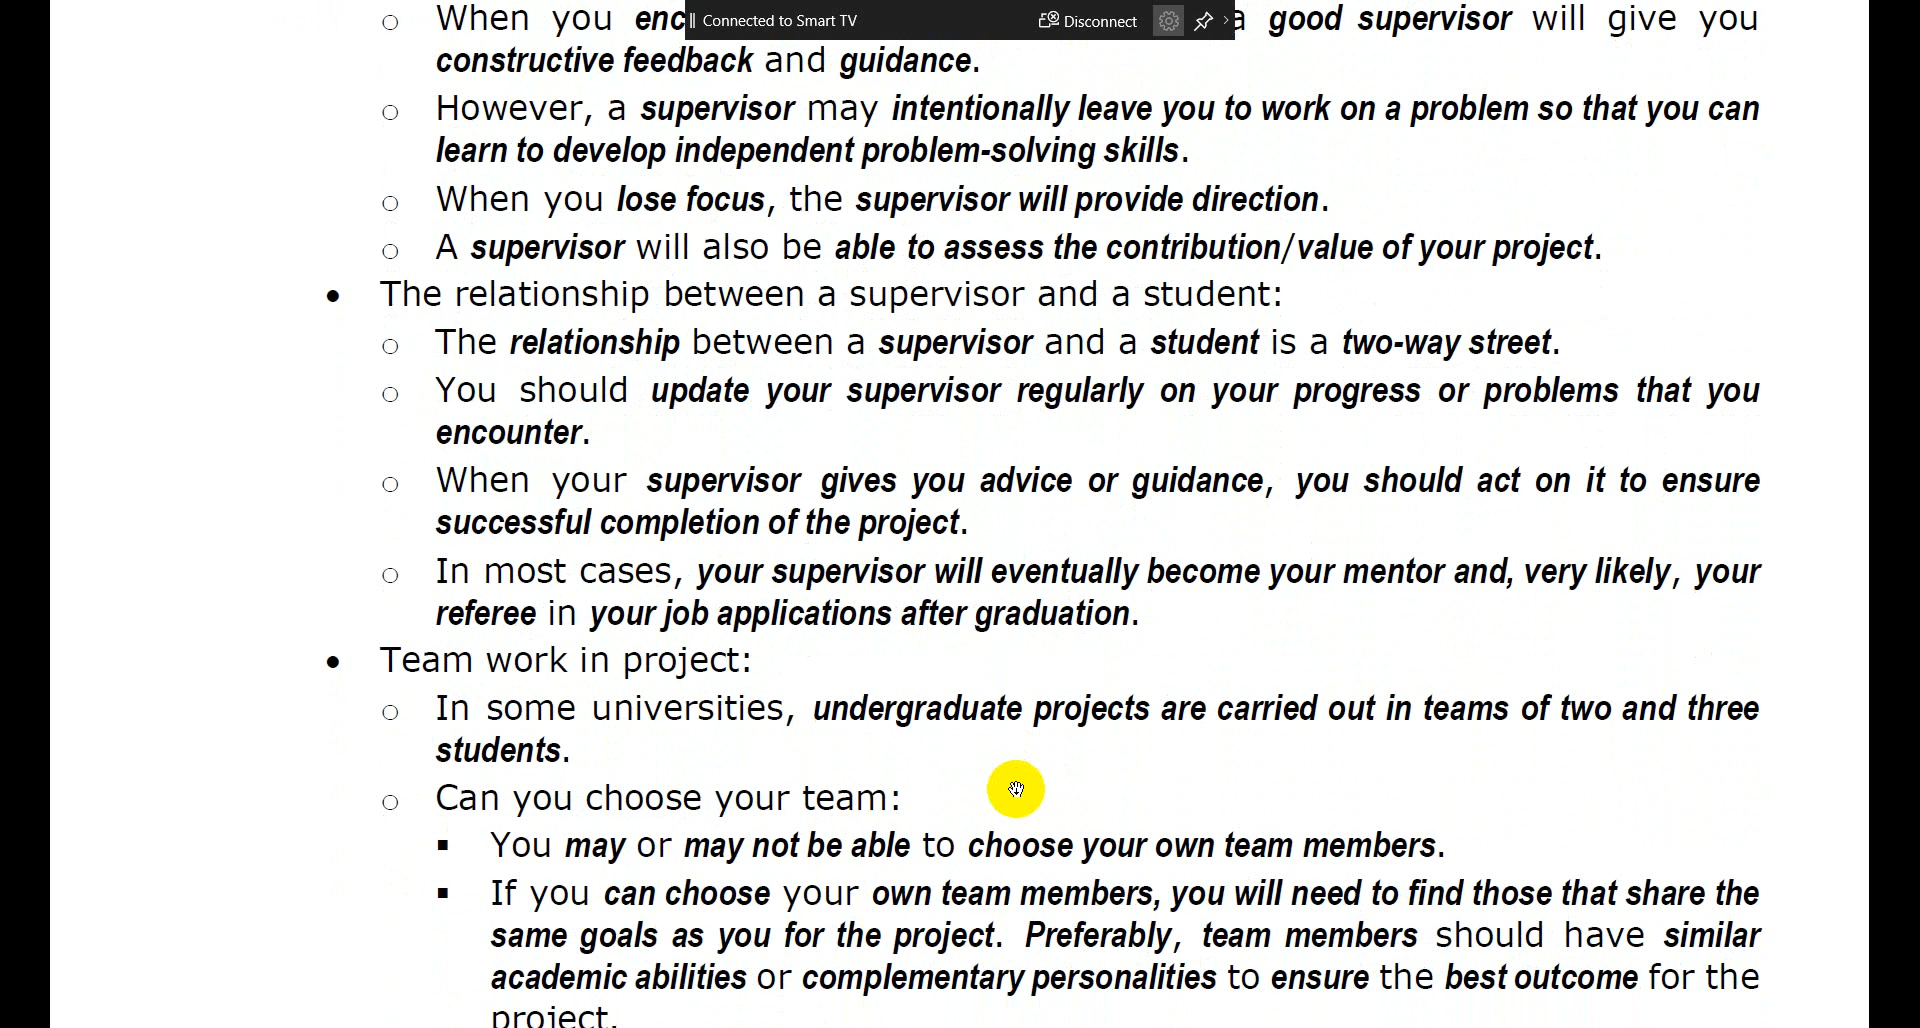 Connected to Smart TV Disconnect
○ When you enc a good supervisor will give you
constructive feedback and guidance.
○ However, a supervisor may intentionally leave you to work on a problem so that you can
learn to develop independent problem-solving skills.
○ When you lose focus, the supervisor will provide direction.
○ A supervisor will also be able to assess the contribution/value of your project.
• The relationship between a supervisor and a student:
○ The relationship between a supervisor and a student is a two-way street.
○ You should update your supervisor regularly on your progress or problems that you
encounter.
○ When your supervisor gives you advice or guidance, you should act on it to ensure
successful completion of the project.
○ In most cases, your supervisor will eventually become your mentor and, very likely, your
referee in your job applications after graduation.
• Team work in project:
○ In some universities, undergraduate projects are carried out in teams of two and three
students.
○ Can you choose your team:
▪ You may or may not be able to choose your own team members.
▪ If you can choose your own team members, you will need to find those that share the
same goals as you for the project. Preferably, team members should have similar
academic abilities or complementary personalities to ensure the best outcome for the
project.